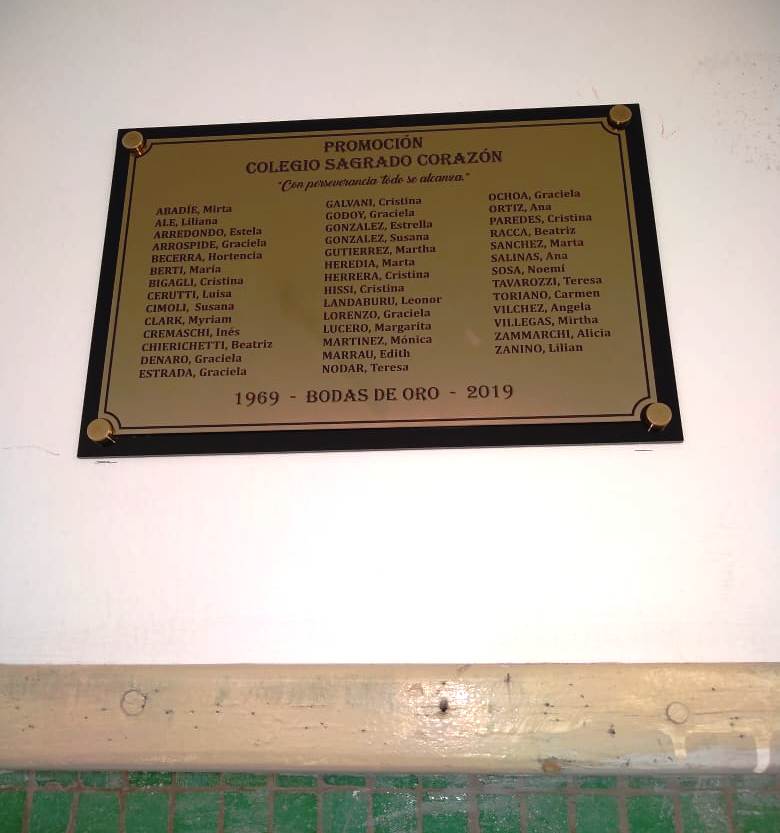 PROMOCIÓN
COLEGIO SAGRADO CORAZÓN
"Con perseverancia todo se alcanza."
ABADÍE, Mirta
ALE, Liliana
ARREDONDO, Estela
ARROSPIDE, Graciela
BECERRA, Hortencia
BERTI, María
BIGAGLI, Cristina
CERUTTI, Luisa
CIMOLI, Susana
CLARK, Myriam
CREMASCHI, Inés
CHIERICHETTI, Beatriz
DENARO, Graciela
ESTRADA, Graciela
GALVANI, Cristina
GODOY, Graciela
GONZALEZ, Estrella
GONZALEZ, Susana
GUTIERREZ, Martha
HEREDIA, Marta
HERRERA, Cristina
HISSI, Cristina
LANDABURU, Leonor
LORENZO, Graciela
LUCERO, Margarita
MARTINEZ, Mónica
MARRAU, Edith
NODAR, Teresa
OCHOA, Graciela
ORTIZ, Ana
PAREDES, Cristina
RACCA, Beatriz
SANCHEZ, Marta
SALINAS, Ana
SOSA, Noemí
TAVAROZZI, Teresa
TORIANO, Carmen
VILCHEZ, Angela
VILLEGAS, Mirtha
ZAMMARCHI, Alicia
ZANINO, Lilian
1969 - BODAS DE ORO - 2019